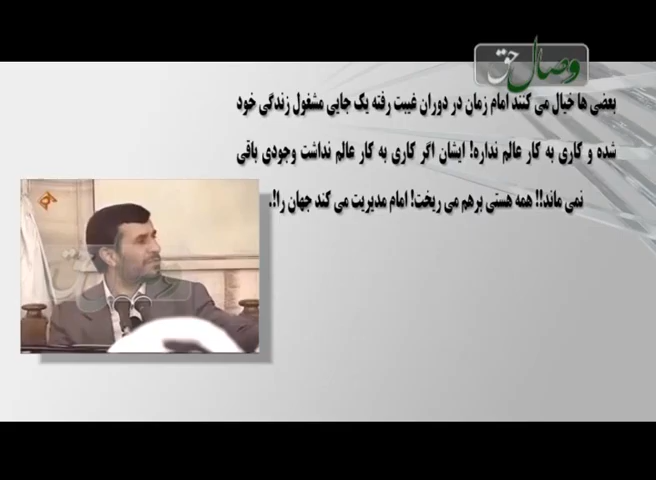 وصال حق
بعضی ها خیال می کنند امام زمان در دوران غیبت رفته یک جایی مشغول زندگی خود
شده و کاری به کار عالم نداره! ایشان اگر کاری به کار عالم نداشت وجودی باقی
نمی ماند!! همه هستی برهم می ریخت! امام مدیریت می کند جهان را!.